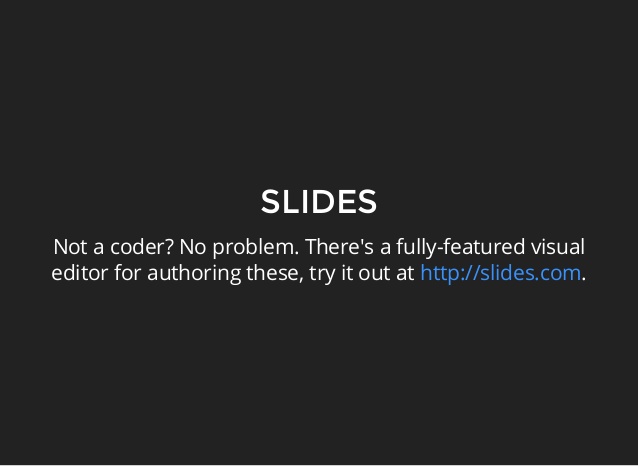 SLIDES
Not a coder? No problem. There's a fully-featured visual
editor for authoring these, try it out at http://slides.com.